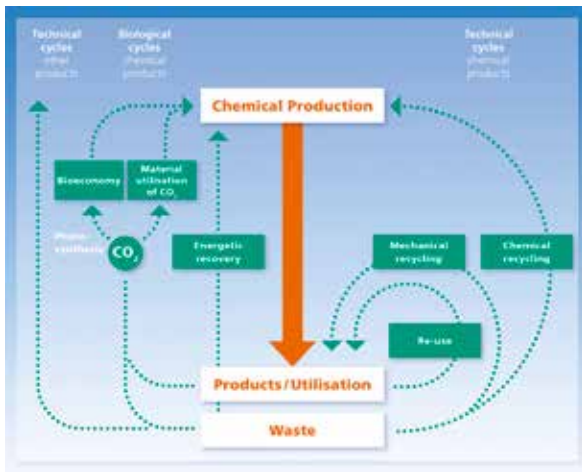 Technical
cycles
other
products
Biological
cycles
chemical
products
Technical
cycles
chemical
products
Chemical Production
Bioeconomy
Material
utilisation
of CO₂
Photo-
synthesis
CO₂
Energetic
recovery
Mechanical
recycling
Chemical
recycling
Re-use
Products/Utilisation
Waste